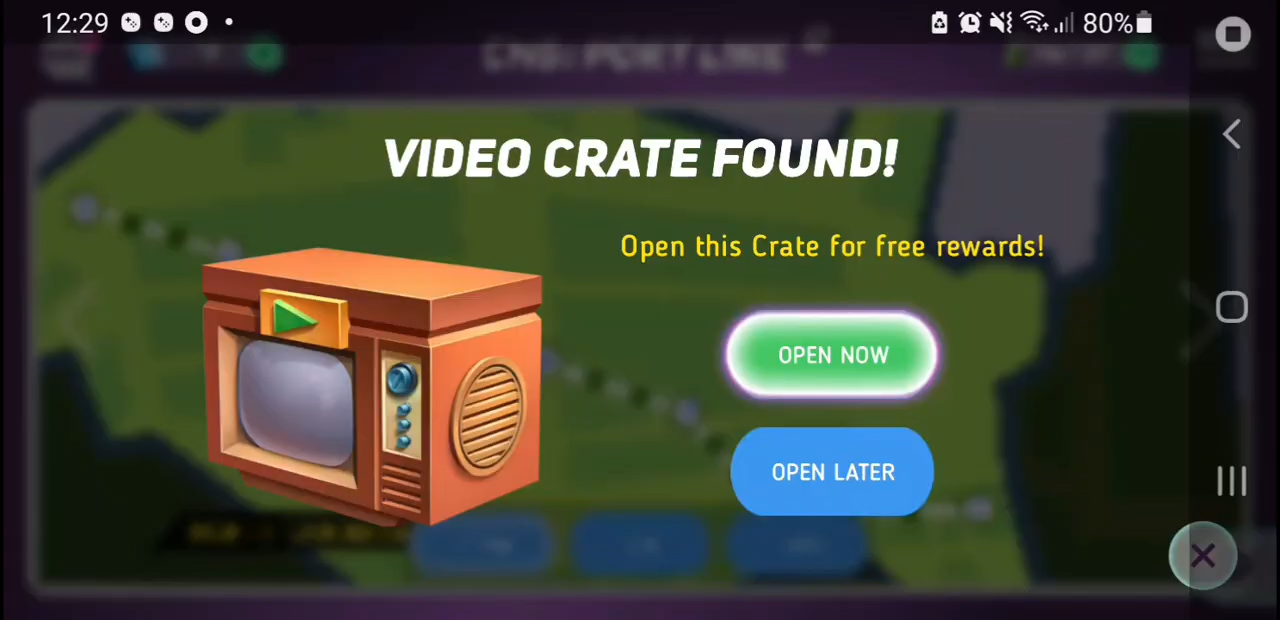 12:29
80%
VIDEO CRATE FOUND!
Open this Crate for free rewards!
OPEN NOW
OPEN LATER